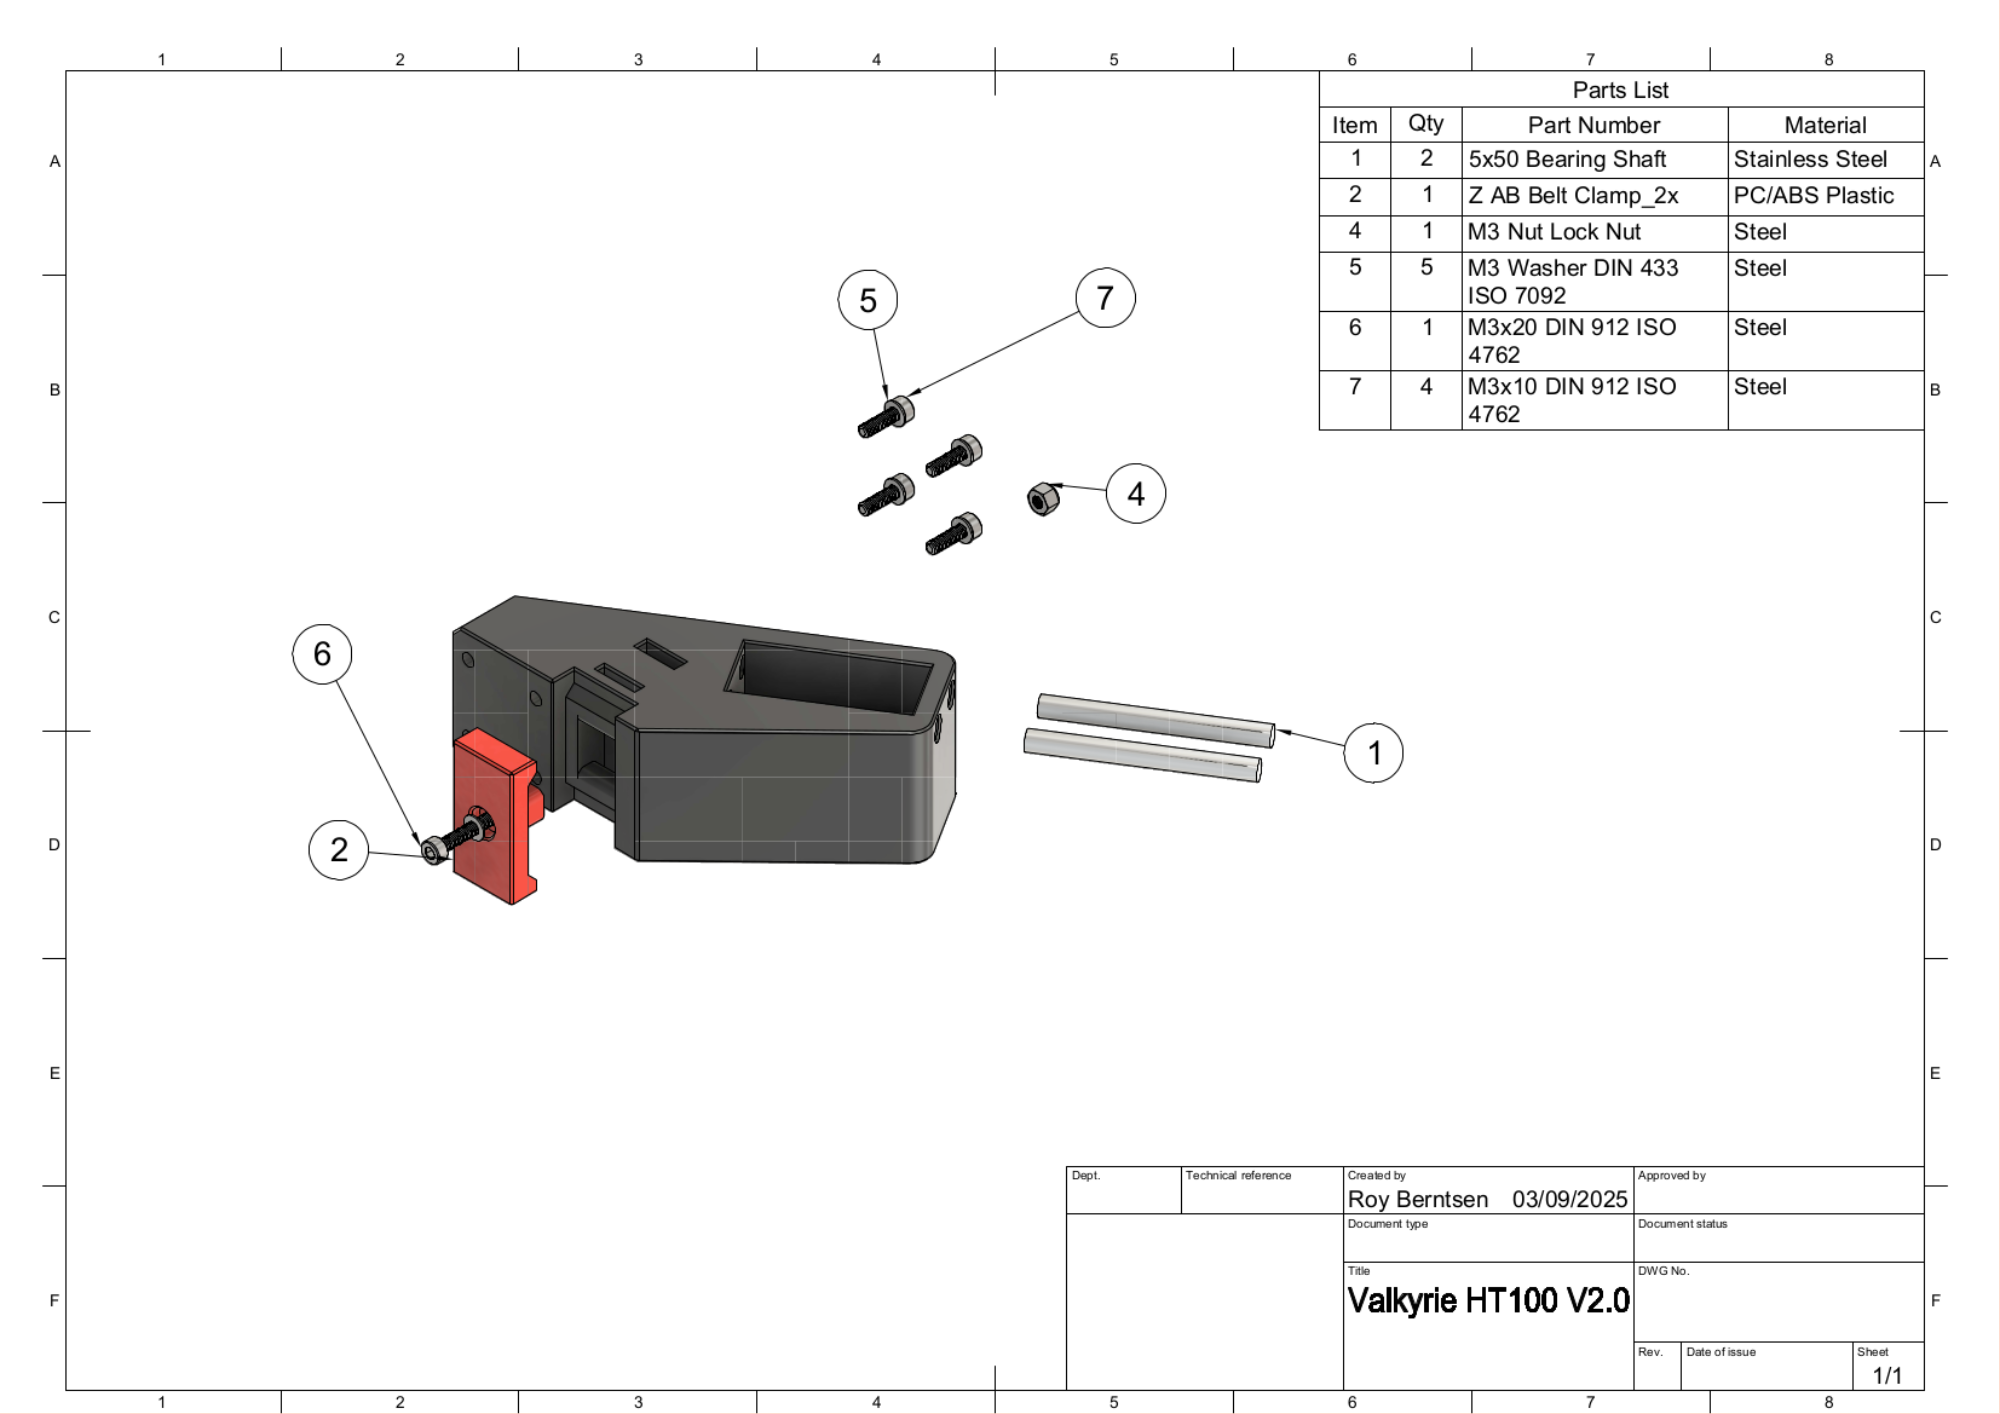 1 2 3 4 5 6 7 8
Parts List
Item Qty Part Number Material
1 2 5x50 Bearing Shaft Stainless Steel
2 1 Z AB Belt Clamp_2x PC/ABS Plastic
4 1 M3 Nut Lock Nut Steel
5 5 M3 Washer DIN 433 Steel
ISO 7092
6 1 M3x20 DIN 912 ISO Steel
4762
7 4 M3x10 DIN 912 ISO Steel
4762
A A
B B
C C
D D
E E
F F
5
7
4
6
1
2
Dept. Technical reference Created by Approved by
Roy Berntsen 03/09/2025
Document type Document status
Title DWG No.
Valkyrie HT100 V2.0
Rev. Date of issue Sheet
1/1
1 2 3 4 5 6 7 8